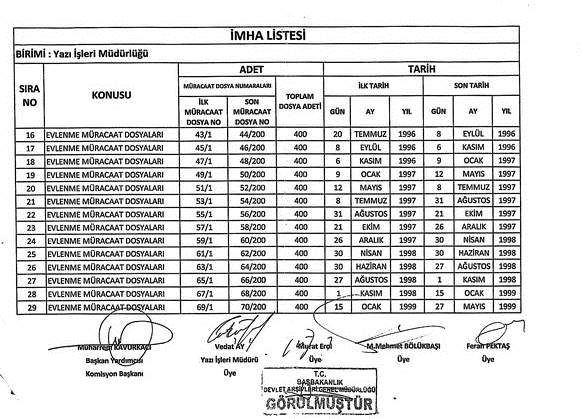 İMHA LİSTESİ
BİRİMİ : Yazı İşleri Müdürlüğü
SIRA NO KONUSU ADET TARİH
MÜRACAAT DOSYA NUMARALARI TOPLAM DOSYA ADETİ İLK TARİH SON TARİH
İLK MÜRACAAT DOSYA NO SON MÜRACAAT DOSYA NO GÜN AY YIL GÜN AY YIL
16 EVLENME MÜRACAAT DOSYALARI 43/1 44/200 400 20 TEMMUZ 1996 8 EYLÜL 1996
17 EVLENME MÜRACAAT DOSYALARI 45/1 46/200 400 8 EYLÜL 1996 6 KASIM 1996
18 EVLENME MÜRACAAT DOSYALARI 47/1 48/200 400 6 KASIM 1996 9 OCAK 1997
19 EVLENME MÜRACAAT DOSYALARI 49/1 50/200 400 9 OCAK 1997 12 MAYIS 1997
20 EVLENME MÜRACAAT DOSYALARI 51/1 52/200 400 12 MAYIS 1997 8 TEMMUZ 1997
21 EVLENME MÜRACAAT DOSYALARI 53/1 54/200 400 8 TEMMUZ 1997 31 AĞUSTOS 1997
22 EVLENME MÜRACAAT DOSYALARI 55/1 56/200 400 31 AĞUSTOS 1997 21 EKİM 1997
23 EVLENME MÜRACAAT DOSYALARI 57/1 58/200 400 21 EKİM 1997 26 ARALIK 1997
24 EVLENME MÜRACAAT DOSYALARI 59/1 60/200 400 26 ARALIK 1997 30 NİSAN 1998
25 EVLENME MÜRACAAT DOSYALARI 61/1 62/200 400 30 NİSAN 1998 30 HAZİRAN 1998
26 EVLENME MÜRACAAT DOSYALARI 63/1 64/200 400 30 HAZİRAN 1998 27 AĞUSTOS 1998
27 EVLENME MÜRACAAT DOSYALARI 65/1 66/200 400 27 AĞUSTOS 1998 1 KASIM 1998
28 EVLENME MÜRACAAT DOSYALARI 67/1 68/200 400 1 KASIM 1998 15 OCAK 1999
29 EVLENME MÜRACAAT DOSYALARI 69/1 70/200 400 15 OCAK 1999 27 MAYIS 1999
Muharrem KAVURKACI Vedat AY Murat Erol M.Mehmet BÖLÜKBAŞI Ferah PEKTAŞ
Başkan Yardımcısı Yazı İşleri Müdürü Üye Üye Üye
Komisyon Başkanı Üye
T.C.
BAŞBAKANLIK
DEVLET ARŞİVLERİ GENEL MÜDÜRLÜĞÜ
GÖRÜLMÜŞTÜR